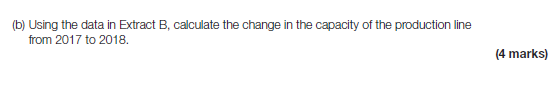 (b) Using the data in Extract B, calculate the change in the capacity of the production line
from 2017 to 2018.
(4 marks)